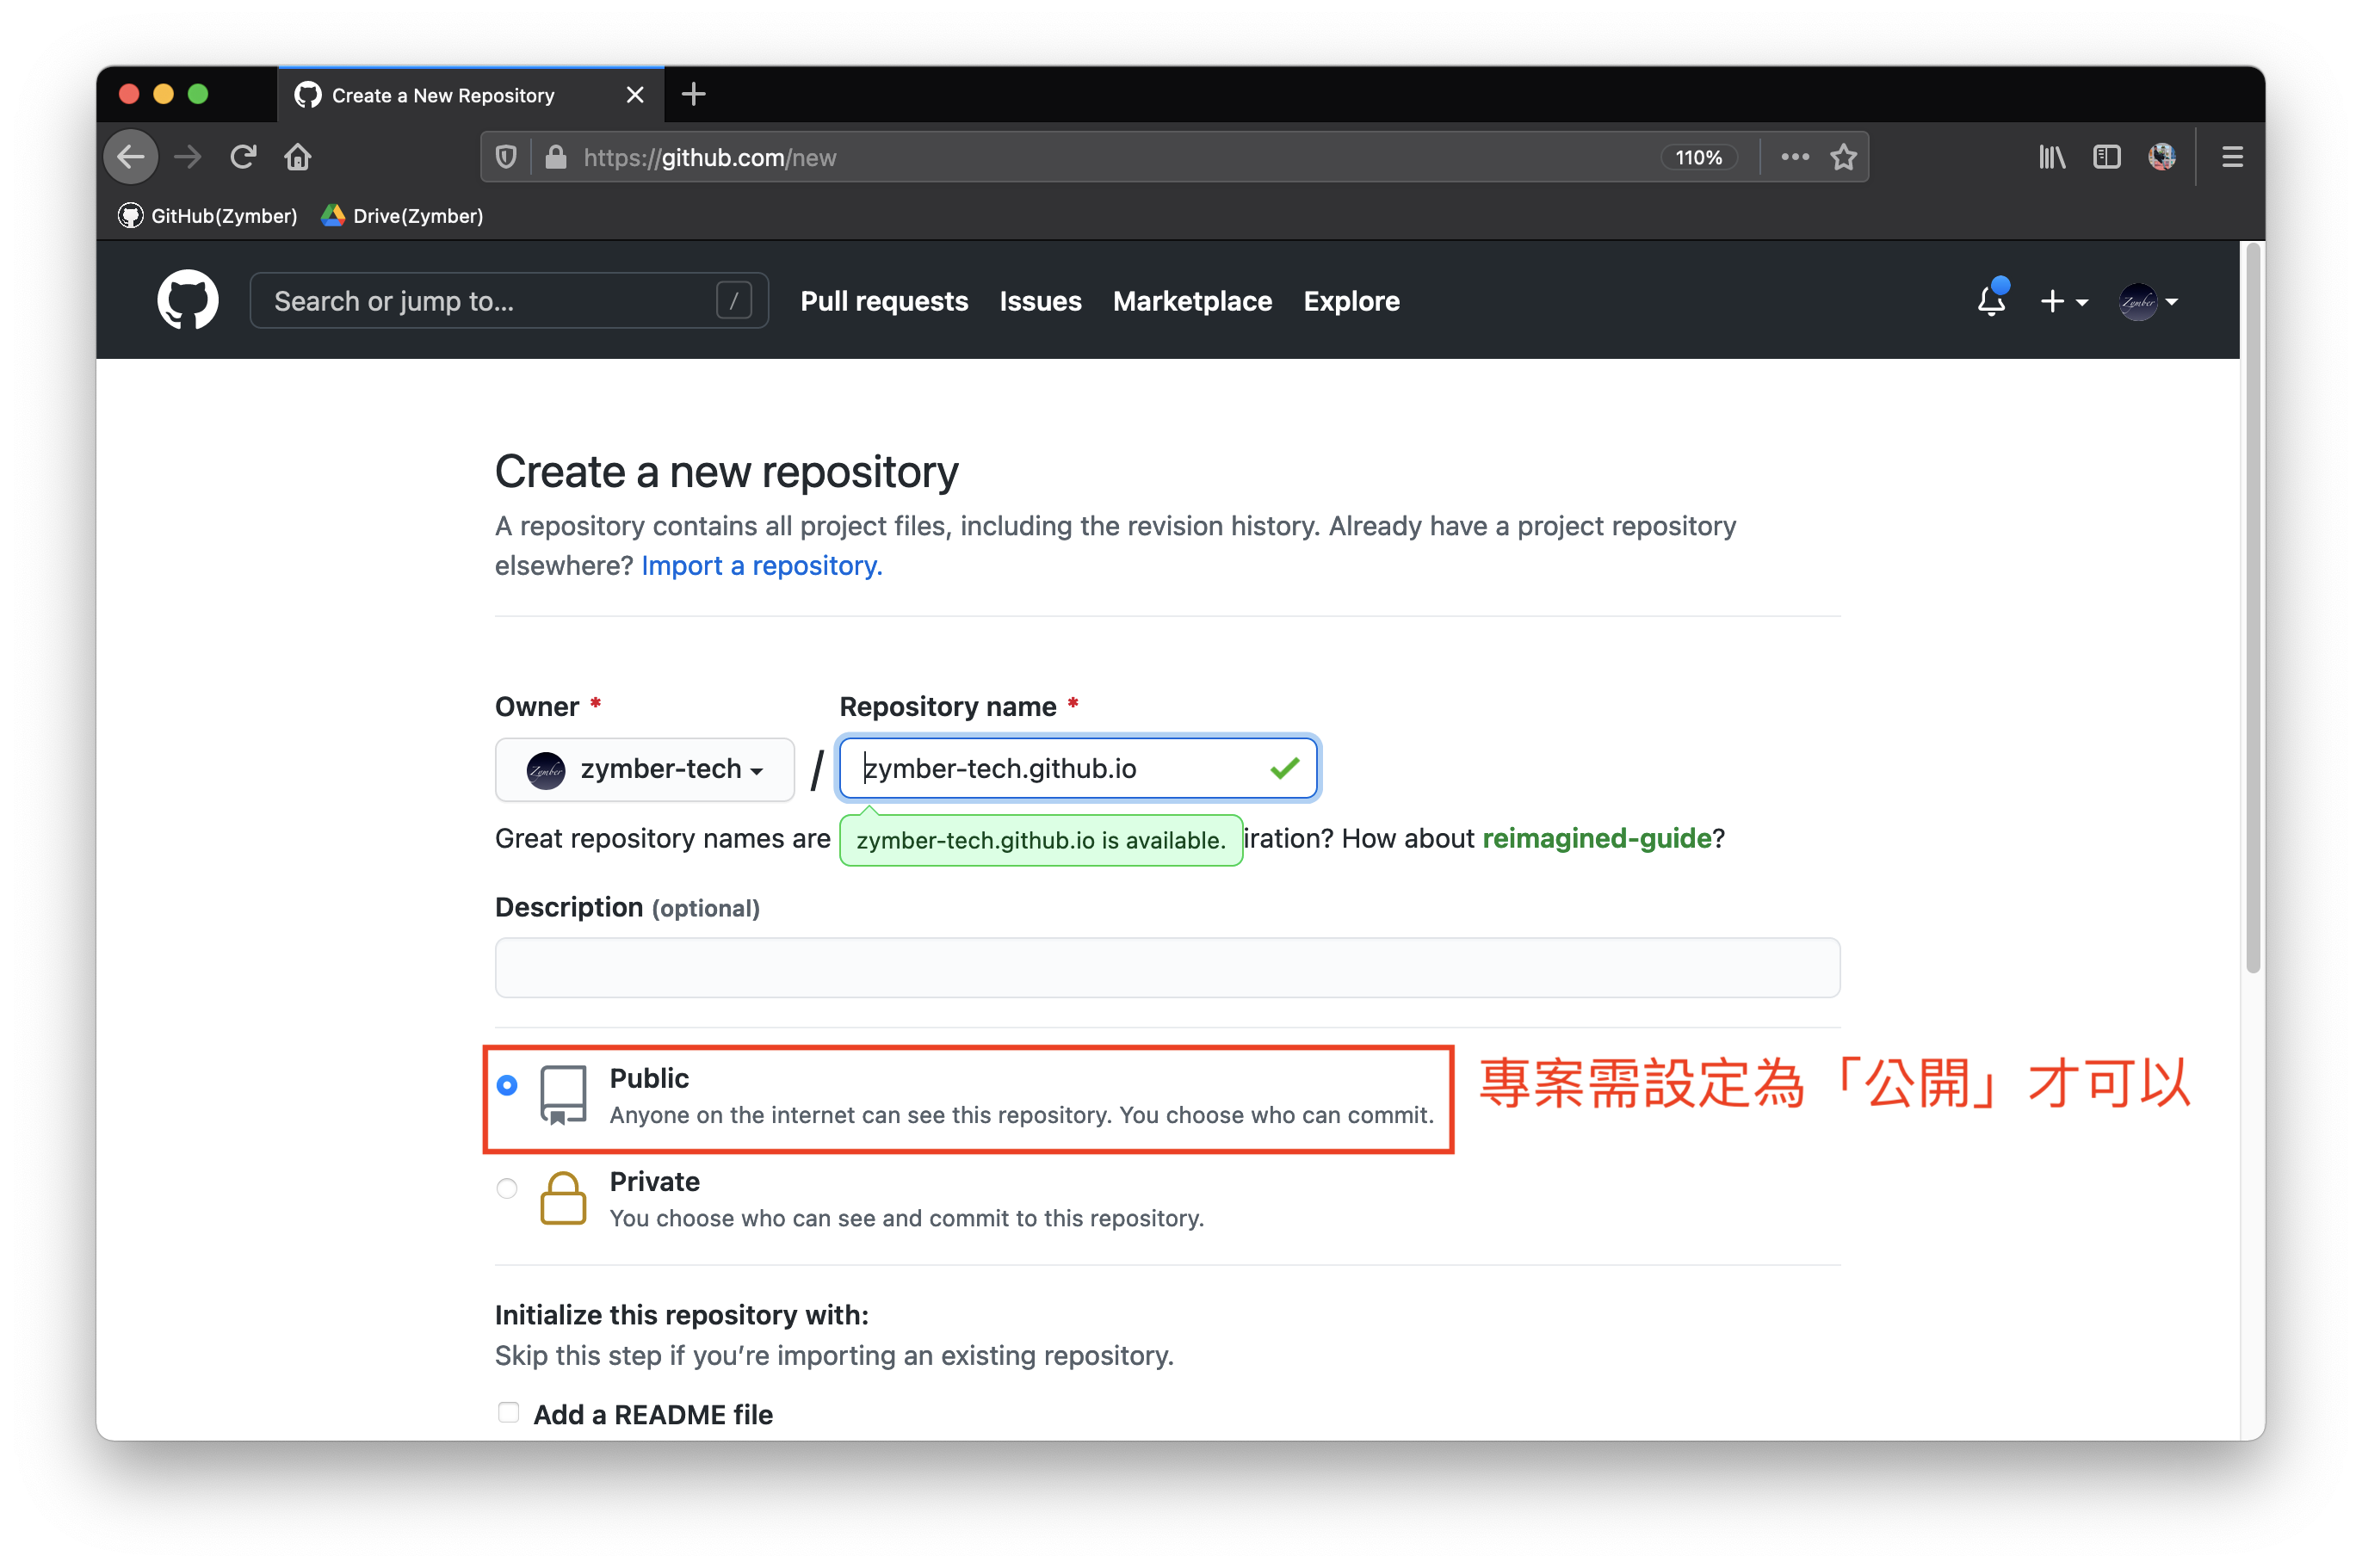 Create a New Repository
https://github.com/new
110%
GitHub(Zymber)
Drive(Zymber)
Search or jump to...
/
Pull requests
Issues
Marketplace
Explore
Zymber
Create a new repository
A repository contains all project files, including the revision history. Already have a project repository
elsewhere? Import a repository.
Owner *
Repository name *
Zymber
zymber-tech
/
zymber-tech.github.io
Great repository names are
zymber-tech.github.io is available.
iration? How about reimagined-guide?
Description (optional)
Public
Anyone on the internet can see this repository. You choose who can commit.
專案需設定為「公開」才可以
Private
You choose who can see and commit to this repository.
Initialize this repository with:
Skip this step if you’re importing an existing repository.
Add a README file